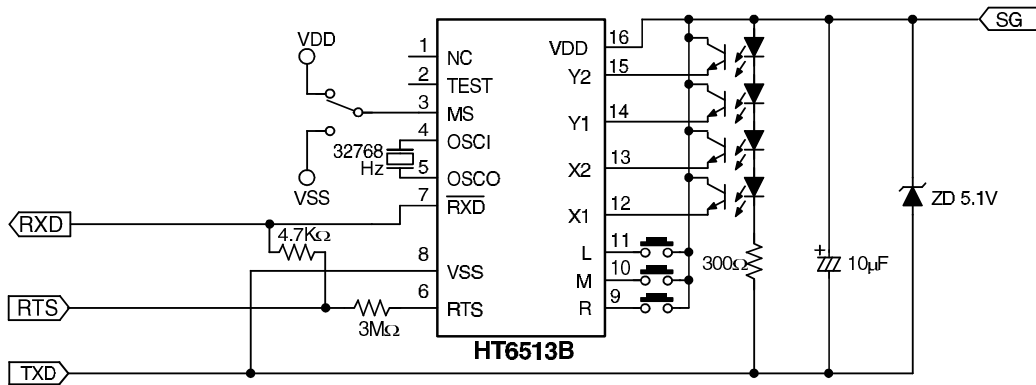 SG
VDD
1 NC
2 TEST
3 MS
4 OSCI
32768
Hz
5 OSCO
7 RXD
8 VSS
6 RTS
VDD 16
Y2 15
Y1 14
X2 13
X1 12
L 11
M 10
R 9
VSS
RXD
4.7KΩ
RTS
3MΩ
TXD
HT6513B
300Ω
+
10μF
ZD 5.1V